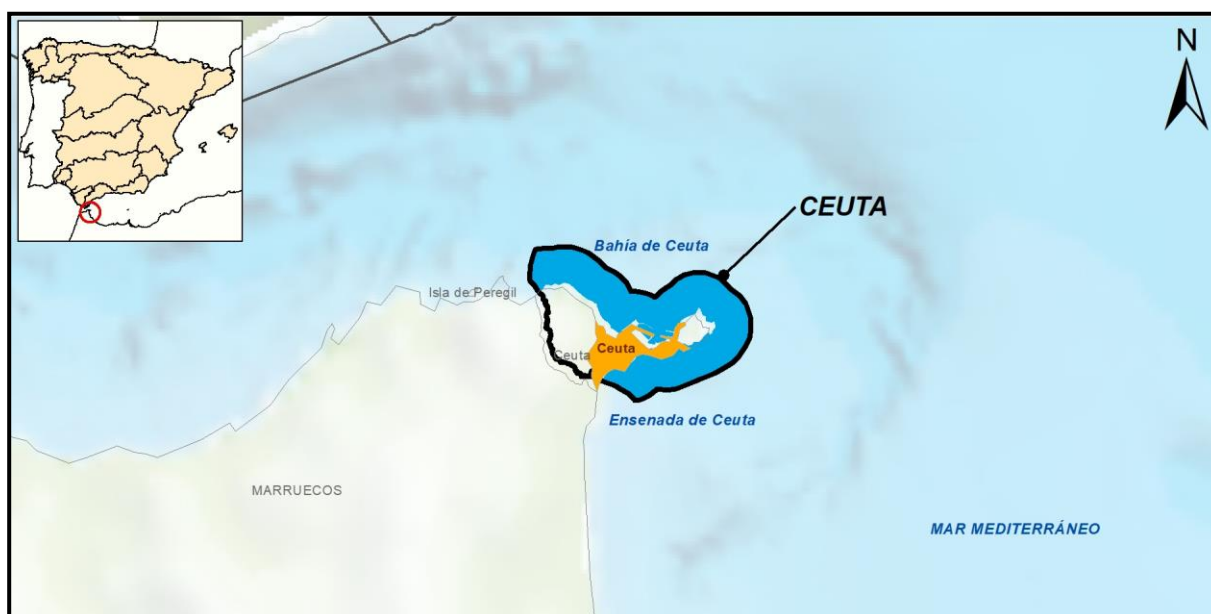 N
CEUTA
Bahía de Ceuta
Isla de Peregil
Ceuta
Ceuta
Ensenada de Ceuta
MARRUECOS
MAR MEDITERRÁNEO